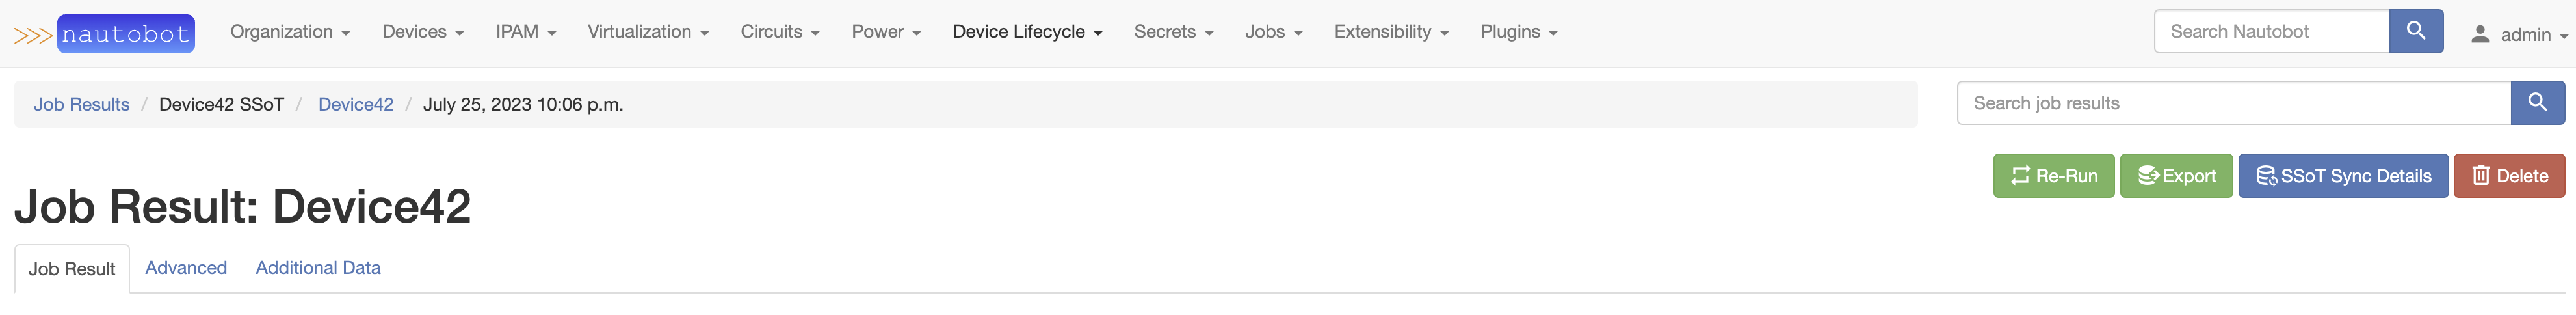 >>> nautobot Organization Devices IPAM Virtualization Circuits Power Device Lifecycle Secrets Jobs Extensibility Plugins Search Nautobot admin
Job Results / Device42 SSoT / Device42 / July 25, 2023 10:06 p.m. Search job results
Re-Run Export SSoT Sync Details Delete
Job Result: Device42
Job Result Advanced Additional Data